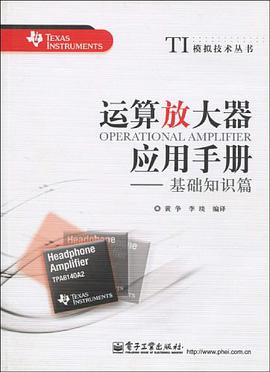 TEXAS
INSTRUMENTS
TI 模拟技术丛书
运算放大器
OPERATIONAL AMPLIFIER
应用手册
——基础知识篇
黄争 李琰 编译
Headphone
Amplifier
Headphone
Amplifier
TPA6140A2
TEXAS
INSTRUMENTS
电子工业出版社
http://www.phei.com.cn